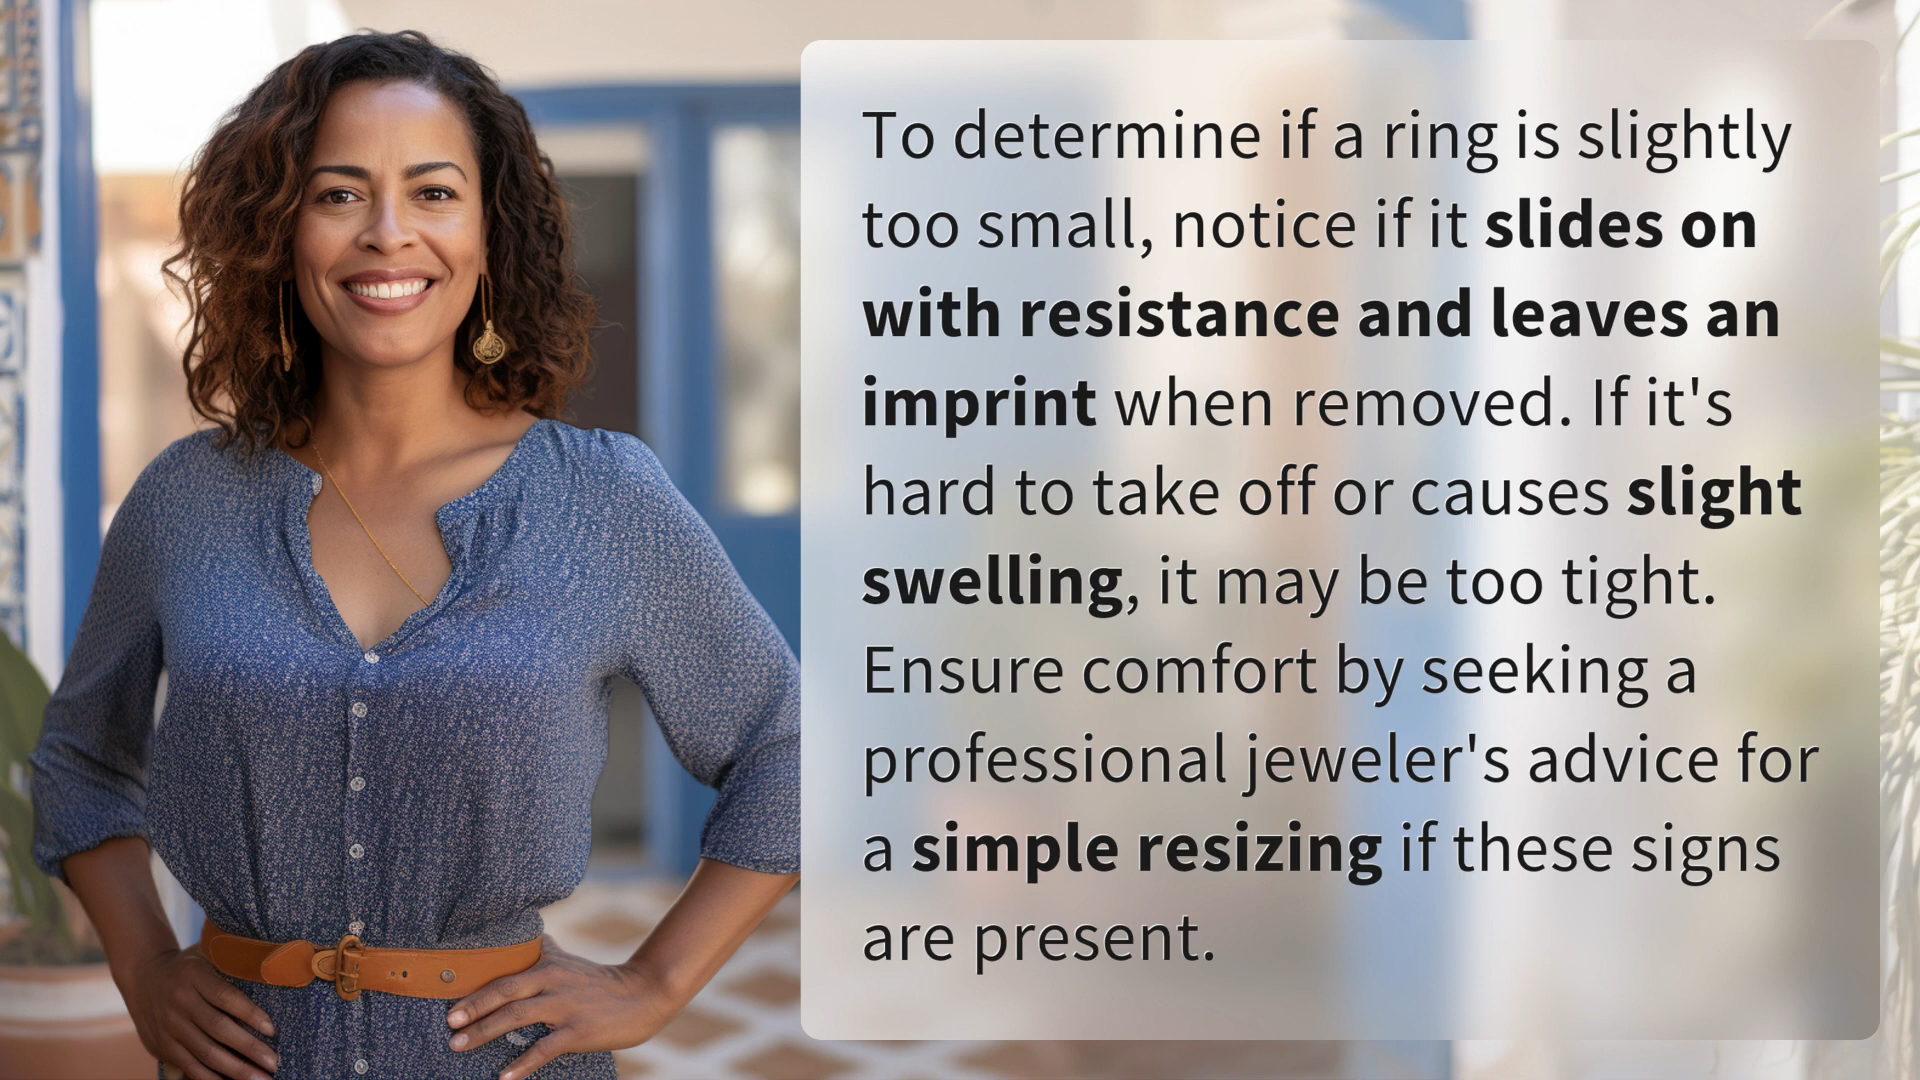 To determine if a ring is slightly
too small, notice if it slides on
with resistance and leaves an
imprint when removed. If it's
hard to take off or causes slight
swelling, it may be too tight.
Ensure comfort by seeking a
professional jeweler's advice for
a simple resizing if these signs
are present.